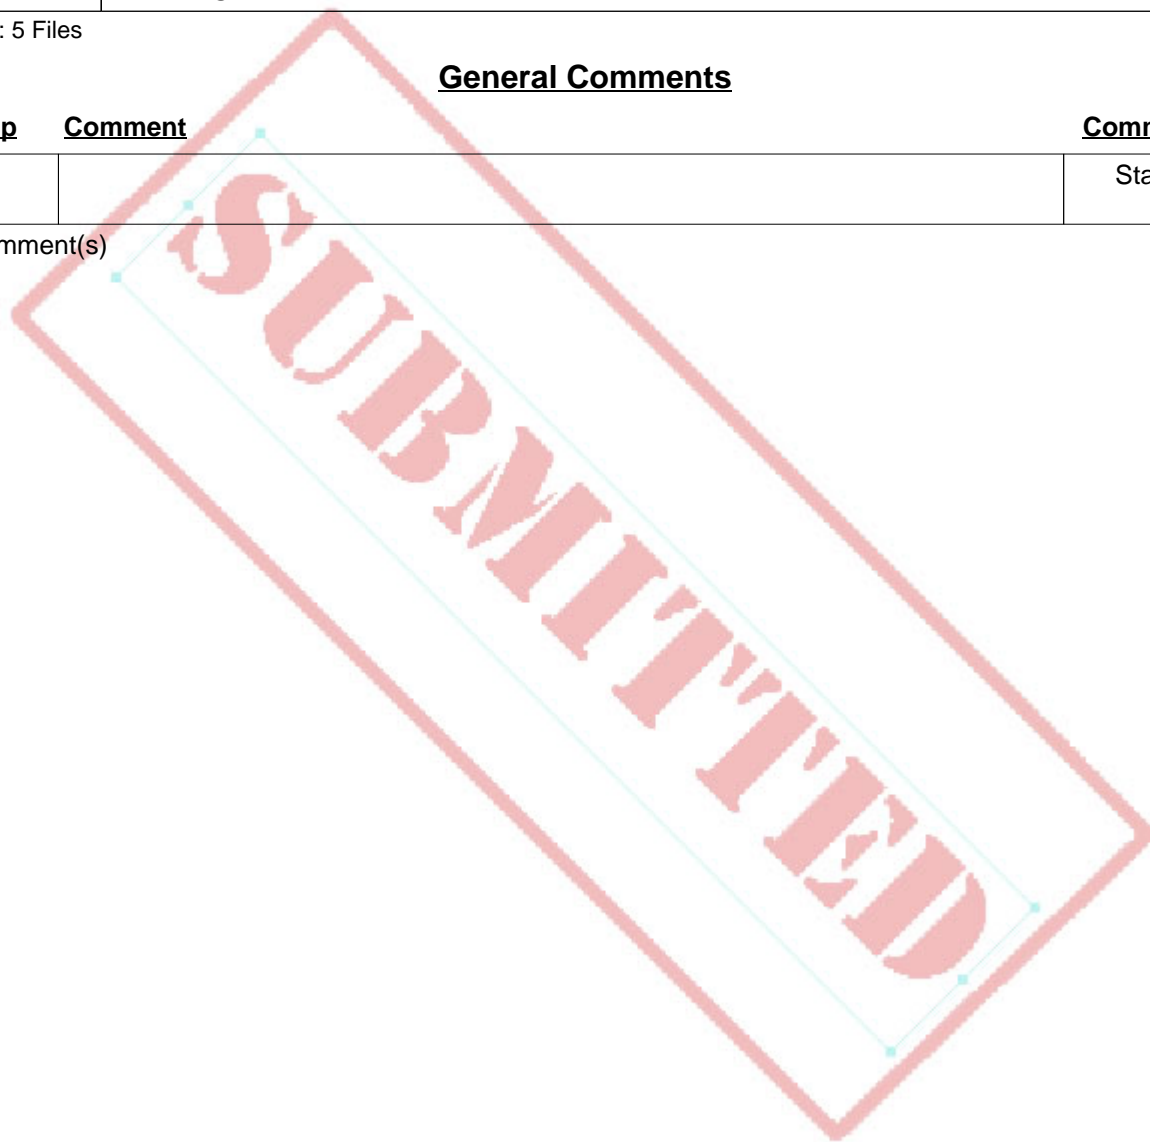 : 5 Files
General Comments
p Comment Comm
Sta
mment(s)
SUBMITTED